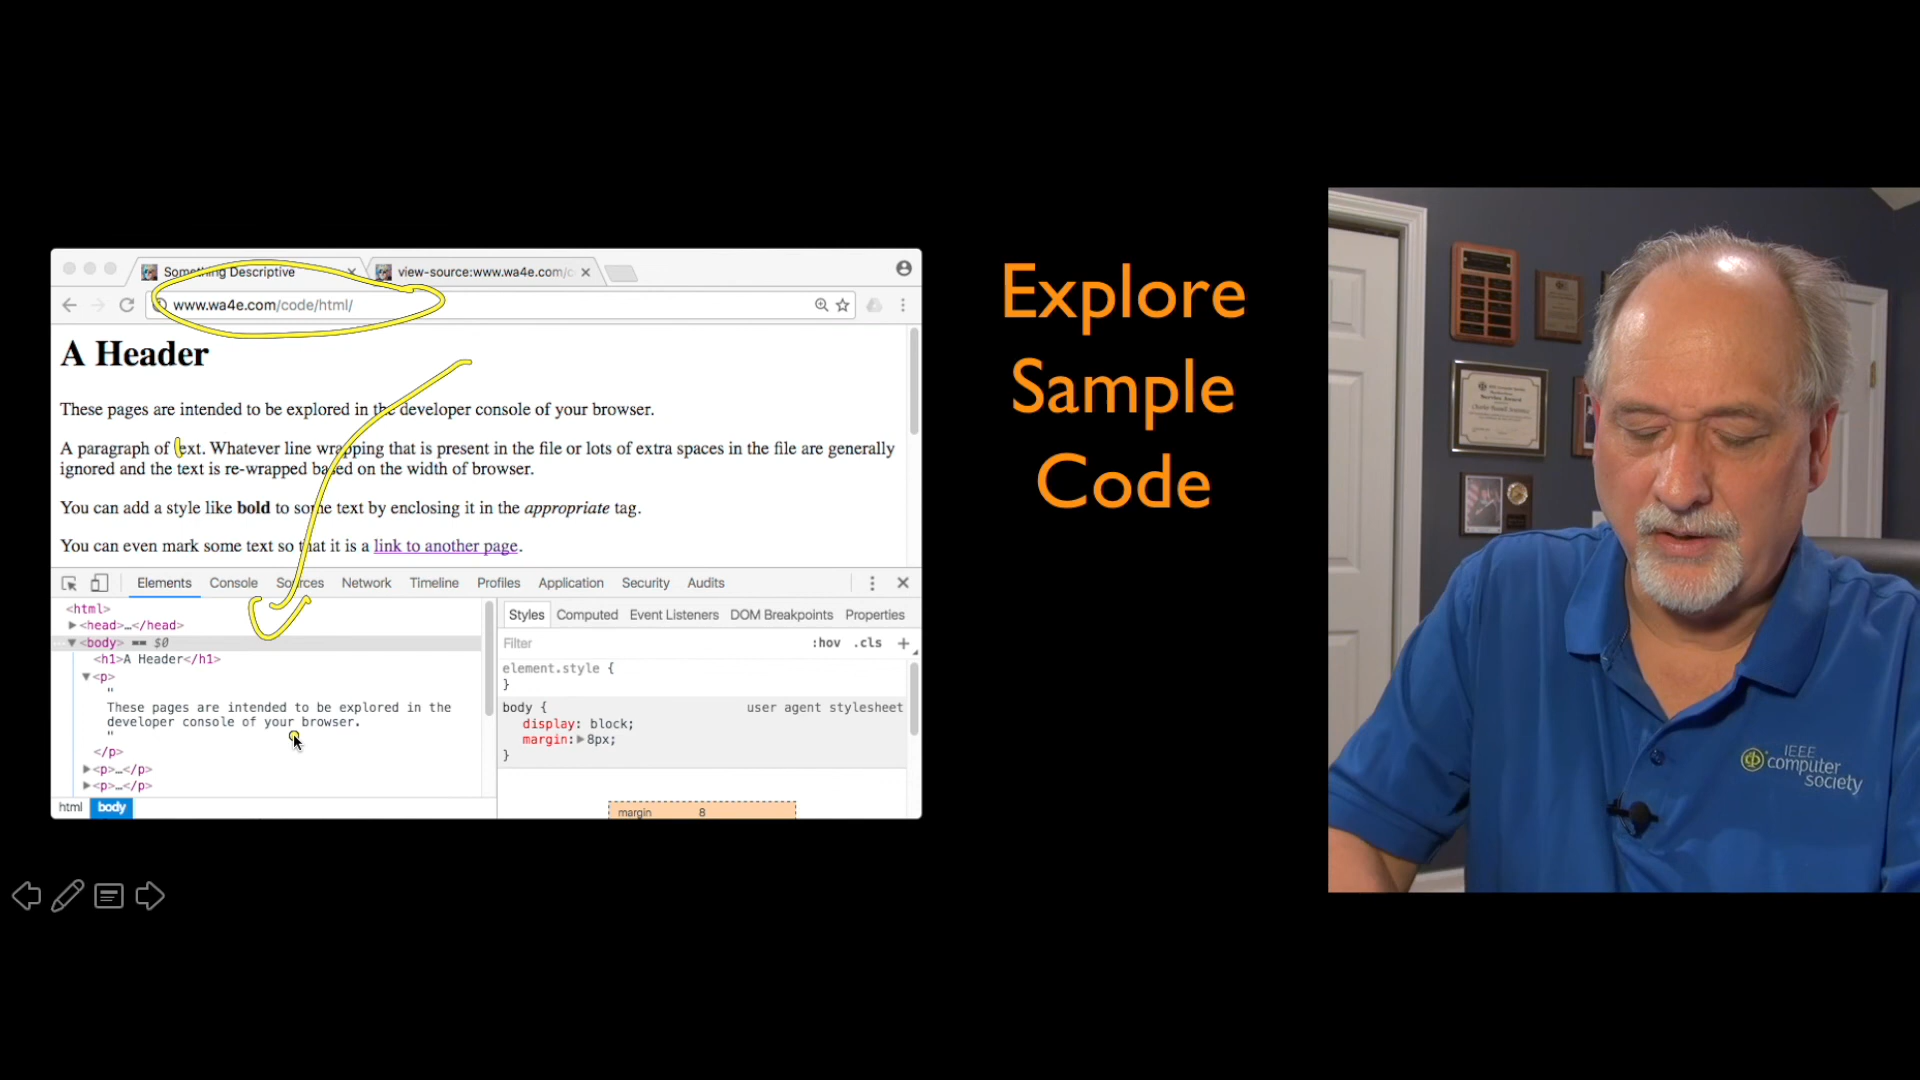 Something Descriptive
view-source:www.wa4e.com/c
www.wa4e.com/code/html/
A Header
These pages are intended to be explored in the developer console of your browser.
A paragraph of text. Whatever line wrapping that is present in the file or lots of extra spaces in the file are generally
ignored and the text is re-wrapped based on the width of browser.
You can add a style like bold to some text by enclosing it in the appropriate tag.
You can even mark some text so that it is a link to another page.
Elements Console Sources Network Timeline Profiles Application Security Audits
<html>
<head>…</head>
<body> == $0
<h1>A Header</h1>
<p>
"
These pages are intended to be explored in the
developer console of your browser.
"
</p>
<p>…</p>
<p>…</p>
html body
Styles Computed Event Listeners DOM Breakpoints Properties
Filter :hov .cls +
element.style {
}
body { user agent stylesheet
display: block;
margin: 8px;
}
margin 8
Explore
Sample
Code
IEEE
computer
society